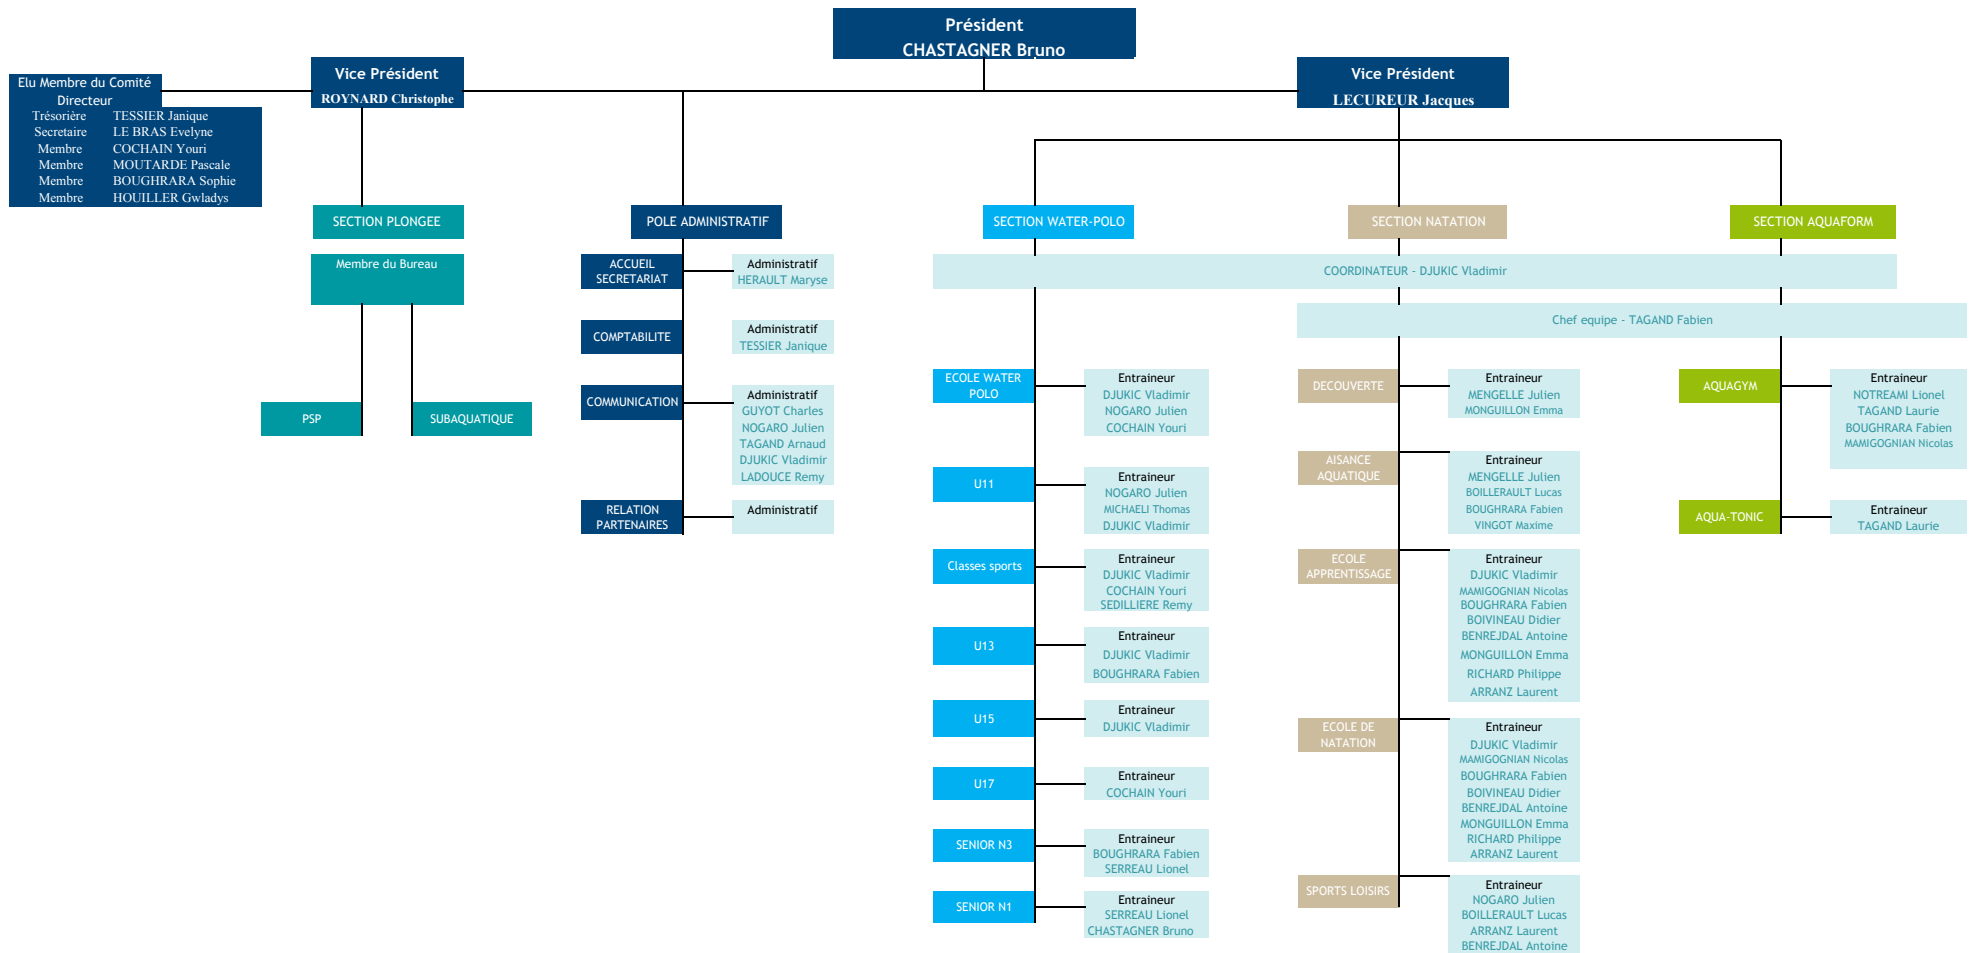 Président
CHASTAGNER Bruno
Elu Membre du Comité
Directeur
Trésorière TESSIER Janique
Secretaire LE BRAS Evelyne
Membre COCHAIN Youri
Membre MOUTARDE Pascale
Membre BOUGHRARA Sophie
Membre HOUILLER Gwladys
Vice Président
ROYNARD Christophe
Vice Président
LECUREUR Jacques
SECTION PLONGEE
Membre du Bureau
PSP
SUBAQUATIQUE
POLE ADMINISTRATIF
ACCUEIL
SECRETARIAT
Administratif
HERAULT Maryse
COMPTABILITE
Administratif
TESSIER Janique
COMMUNICATION
Administratif
GUYOT Charles
NOGARO Julien
TAGAND Arnaud
DJUKIC Vladimir
LADOUCE Remy
RELATION
PARTENAIRES
Administratif
SECTION WATER-POLO
SECTION NATATION
SECTION AQUAFORM
COORDINATEUR - DJUKIC Vladimir
Chef equipe - TAGAND Fabien
ECOLE WATER
POLO
Entraineur
DJUKIC Vladimir
NOGARO Julien
COCHAIN Youri
U11
Entraineur
NOGARO Julien
MICHAELI Thomas
DJUKIC Vladimir
Classes sports
Entraineur
DJUKIC Vladimir
COCHAIN Youri
SEDILLIERE Remy
U13
Entraineur
DJUKIC Vladimir
BOUGHRARA Fabien
U15
Entraineur
DJUKIC Vladimir
U17
Entraineur
COCHAIN Youri
SENIOR N3
Entraineur
BOUGHRARA Fabien
SERREAU Lionel
SENIOR N1
Entraineur
SERREAU Lionel
CHASTAGNER Bruno
DECOUVERTE
Entraineur
MENGELLE Julien
MONGUILLON Emma
AISANCE
AQUATIQUE
Entraineur
MENGELLE Julien
BOILLERAULT Lucas
BOUGHRARA Fabien
VINGOT Maxime
ECOLE
APPRENTISSAGE
Entraineur
DJUKIC Vladimir
MAMIGOGNIAN Nicolas
BOUGHRARA Fabien
BOIVINEAU Didier
BENREJDAL Antoine
MONGUILLON Emma
RICHARD Philippe
ARRANZ Laurent
ECOLE DE
NATATION
Entraineur
DJUKIC Vladimir
MAMIGOGNIAN Nicolas
BOUGHRARA Fabien
BOIVINEAU Didier
BENREJDAL Antoine
MONGUILLON Emma
RICHARD Philippe
ARRANZ Laurent
SPORTS LOISIRS
Entraineur
NOGARO Julien
BOILLERAULT Lucas
ARRANZ Laurent
BENREJDAL Antoine
AQUAGYM
Entraineur
NOTREAMI Lionel
TAGAND Laurie
BOUGHRARA Fabien
MAMIGOGNIAN Nicolas
AQUA-TONIC
Entraineur
TAGAND Laurie